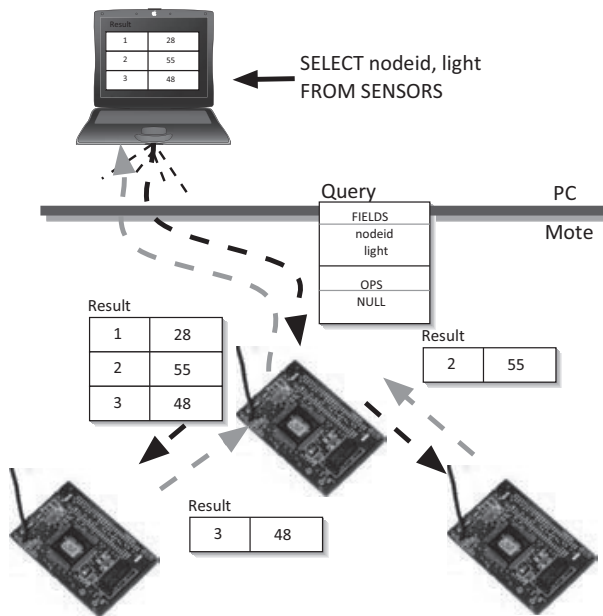 Result
1 28
2 55
3 48
SELECT nodeid, light
FROM SENSORS
Query
PC
FIELDS
nodeid
light
OPS
NULL
Mote
Result
1 28
2 55
3 48
Result
2 55
Result
3 48